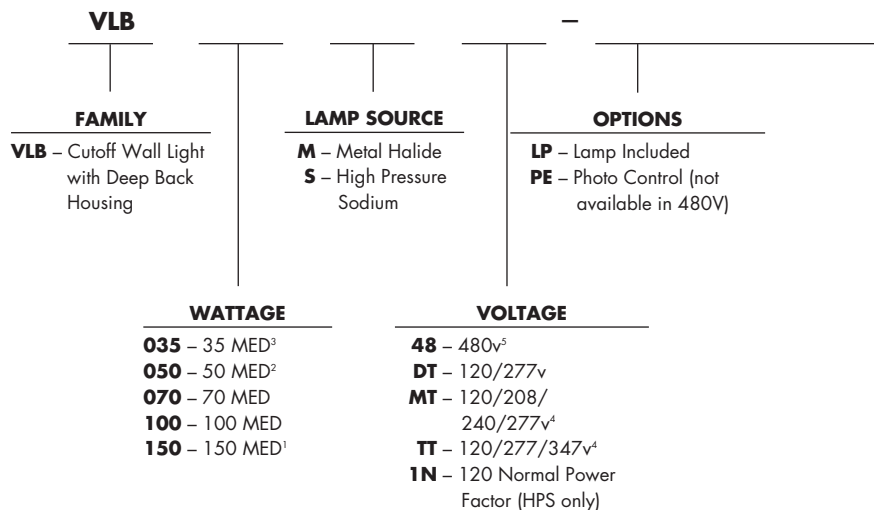 VLB –
FAMILY
VLB – Cutoff Wall Light
with Deep Back
Housing
LAMP SOURCE
M – Metal Halide
S – High Pressure
Sodium
OPTIONS
LP – Lamp Included
PE – Photo Control (not
available in 480V)
WATTAGE
035 – 35 MED³
050 – 50 MED²
070 – 70 MED
100 – 100 MED
150 – 150 MED¹
VOLTAGE
48 – 480v⁵
DT – 120/277v
MT – 120/208/
240/277v⁴
TT – 120/277/347v⁴
1N – 120 Normal Power
Factor (HPS only)